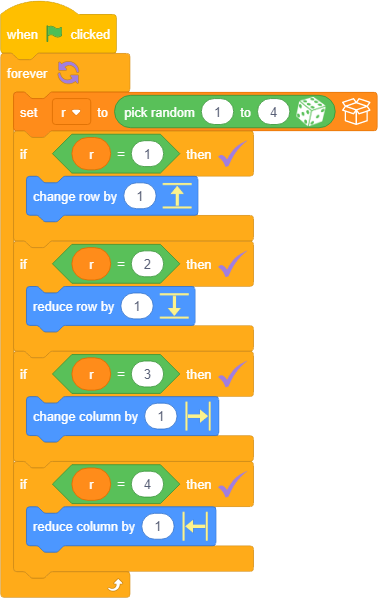 when clicked
forever
set r to pick random 1 to 4
if r = 1 then
change row by 1
if r = 2 then
reduce row by 1
if r = 3 then
change column by 1
if r = 4 then
reduce column by 1